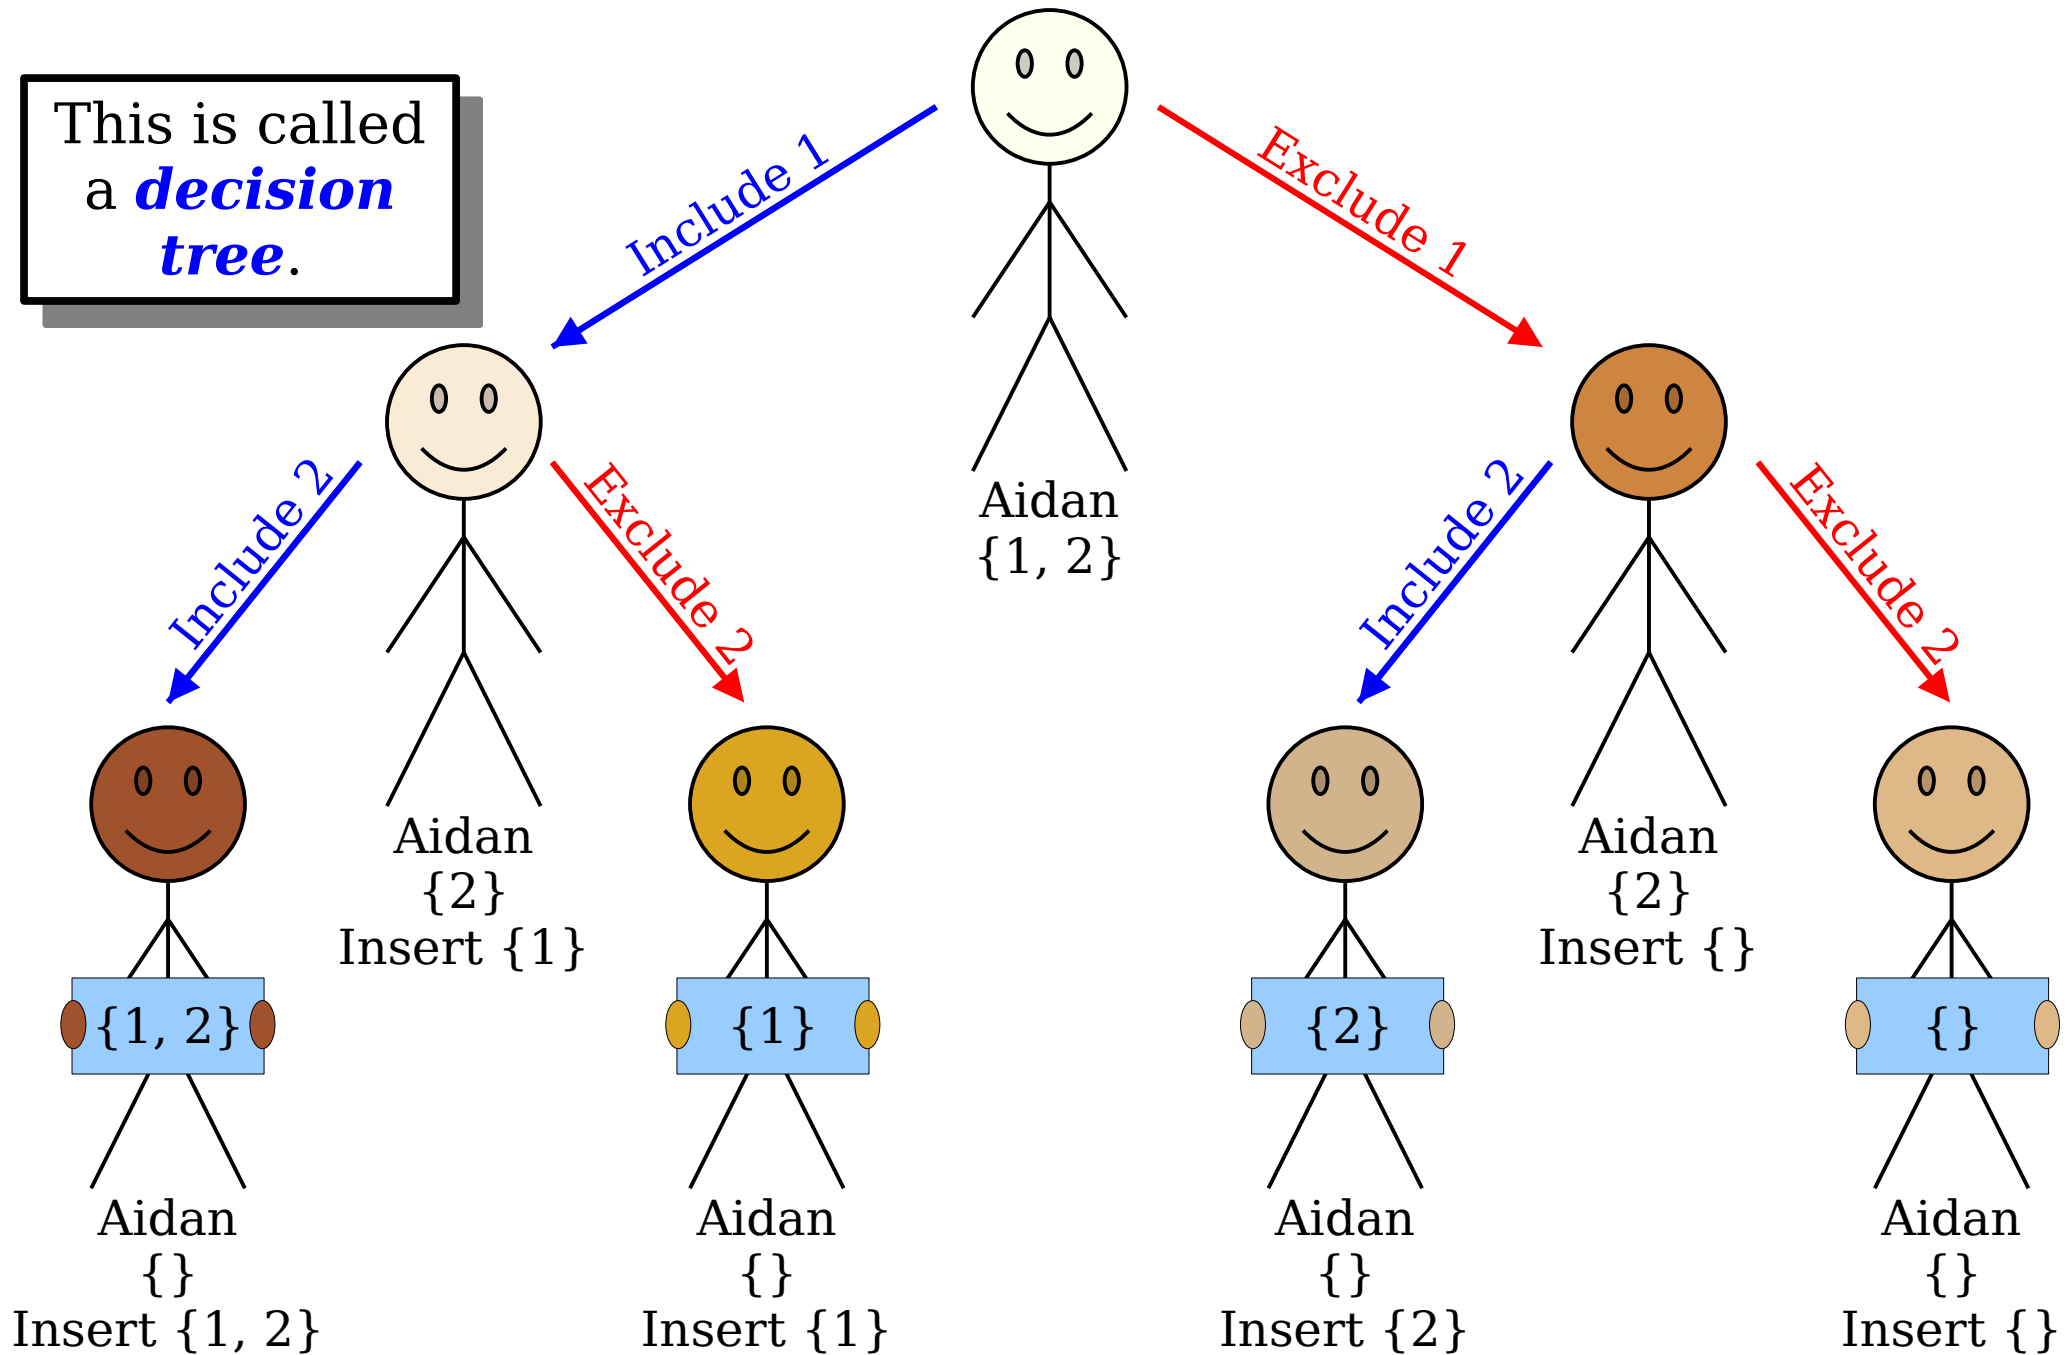 This is called
a decision
tree.
Include 1
Exclude 1
Aidan
{1, 2}
Include 2
Exclude 2
Include 2
Exclude 2
Aidan
{2}
Insert {1}
Aidan
{2}
Insert {}
{1, 2}
{1}
{2}
{}
Aidan
{}
Insert {1, 2}
Aidan
{}
Insert {1}
Aidan
{}
Insert {2}
Aidan
{}
Insert {}